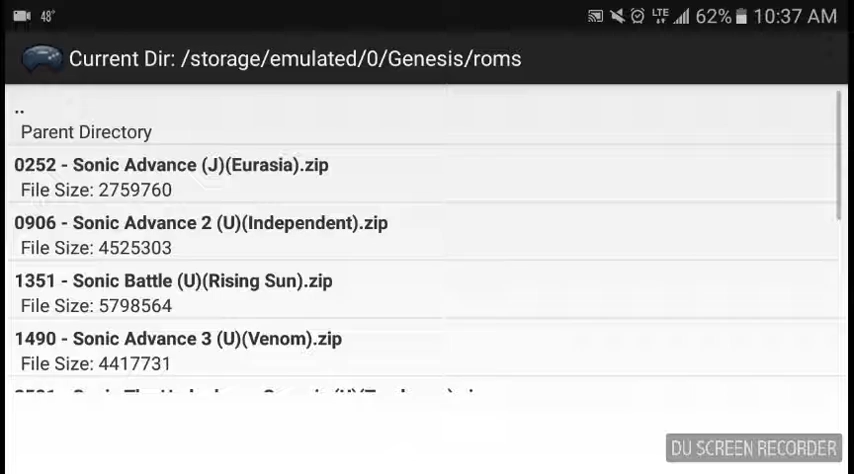 48° LTE 62% 10:37 AM
Current Dir: /storage/emulated/0/Genesis/roms
..
Parent Directory
0252 - Sonic Advance (J)(Eurasia).zip
File Size: 2759760
0906 - Sonic Advance 2 (U)(Independent).zip
File Size: 4525303
1351 - Sonic Battle (U)(Rising Sun).zip
File Size: 5798564
1490 - Sonic Advance 3 (U)(Venom).zip
File Size: 4417731
DU SCREEN RECORDER